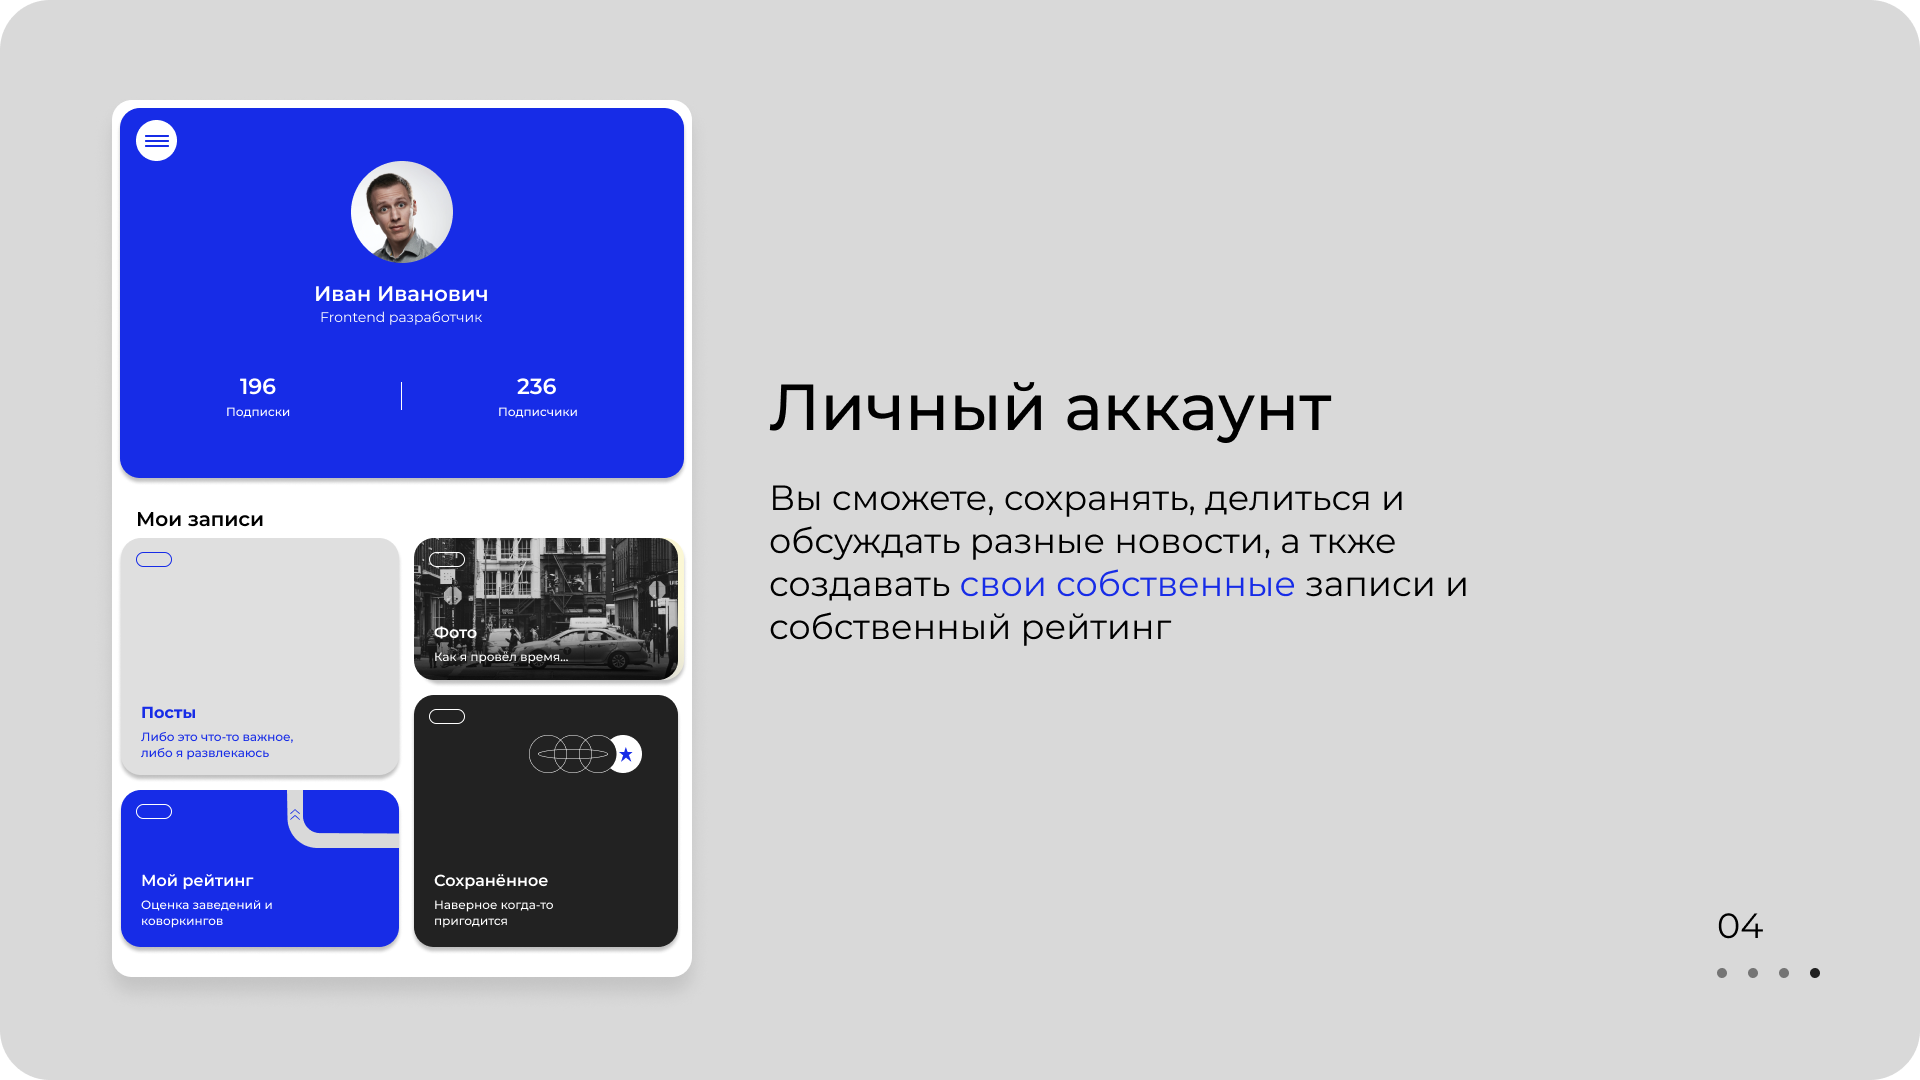 Иван Иванович
Frontend разработчик
196
Подписки
236
Подписчики
Мои записи
Посты
Либо это что-то важное,
либо я развлекаюсь
Фото
Как я провёл время...
Мой рейтинг
Оценка заведений и
коворкингов
Сохранённое
Наверное когда-то
пригодится
Личный аккаунт
Вы сможете, сохранять, делиться и
обсуждать разные новости, а ткже
создавать свои собственные записи и
собственный рейтинг
04